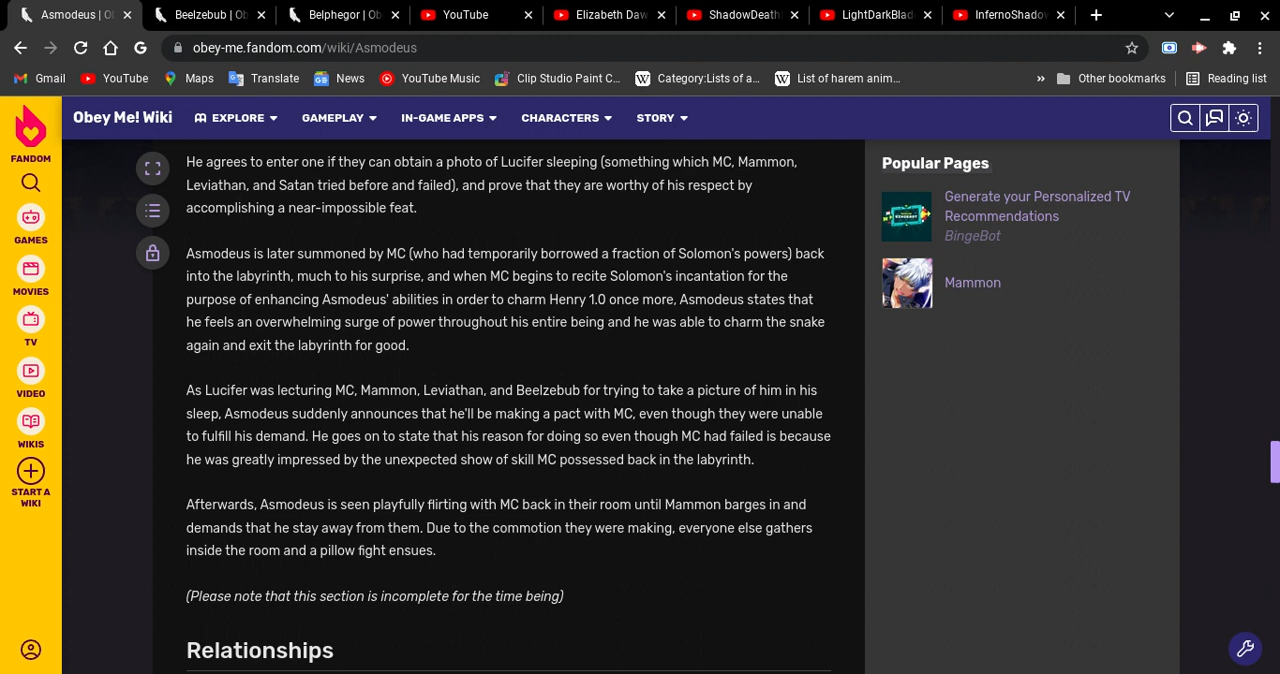 Asmodeus | O
Beelzebub | Ob
Belphegor | Ob
YouTube
Elizabeth Daw
ShadowDeath
LightDarkBlad
InfernoShadov
obey-me.fandom.com/wiki/Asmodeus
Gmail
YouTube
Maps
Translate
News
YouTube Music
Clip Studio Paint C...
Category:Lists of a...
List of harem anim...
»
Other bookmarks
Reading list
FANDOM
GAMES
MOVIES
TV
VIDEO
WIKIS
START A
WIKI
Obey Me! Wiki
EXPLORE
GAMEPLAY
IN-GAME APPS
CHARACTERS
STORY
He agrees to enter one if they can obtain a photo of Lucifer sleeping (something which MC, Mammon,
Leviathan, and Satan tried before and failed), and prove that they are worthy of his respect by
accomplishing a near-impossible feat.
Asmodeus is later summoned by MC (who had temporarily borrowed a fraction of Solomon's powers) back
into the labyrinth, much to his surprise, and when MC begins to recite Solomon's incantation for the
purpose of enhancing Asmodeus' abilities in order to charm Henry 1.0 once more, Asmodeus states that
he feels an overwhelming surge of power throughout his entire being and he was able to charm the snake
again and exit the labyrinth for good.
As Lucifer was lecturing MC, Mammon, Leviathan, and Beelzebub for trying to take a picture of him in his
sleep, Asmodeus suddenly announces that he'll be making a pact with MC, even though they were unable
to fulfill his demand. He goes on to state that his reason for doing so even though MC had failed is because
he was greatly impressed by the unexpected show of skill MC possessed back in the labyrinth.
Afterwards, Asmodeus is seen playfully flirting with MC back in their room until Mammon barges in and
demands that he stay away from them. Due to the commotion they were making, everyone else gathers
inside the room and a pillow fight ensues.
(Please note that this section is incomplete for the time being)
Relationships
Popular Pages
Generate your Personalized TV
Recommendations
BingeBot
Mammon